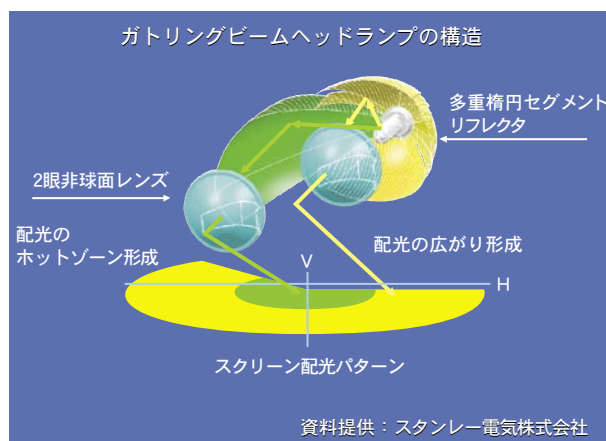 ガトリングビームヘッドランプの構造
多重楕円セグメント
リフレクタ
2眼非球面レンズ
配光の
ホットゾーン形成
配光の広がり形成
V
H
スクリーン配光パターン
資料提供：スタンレー電気株式会社